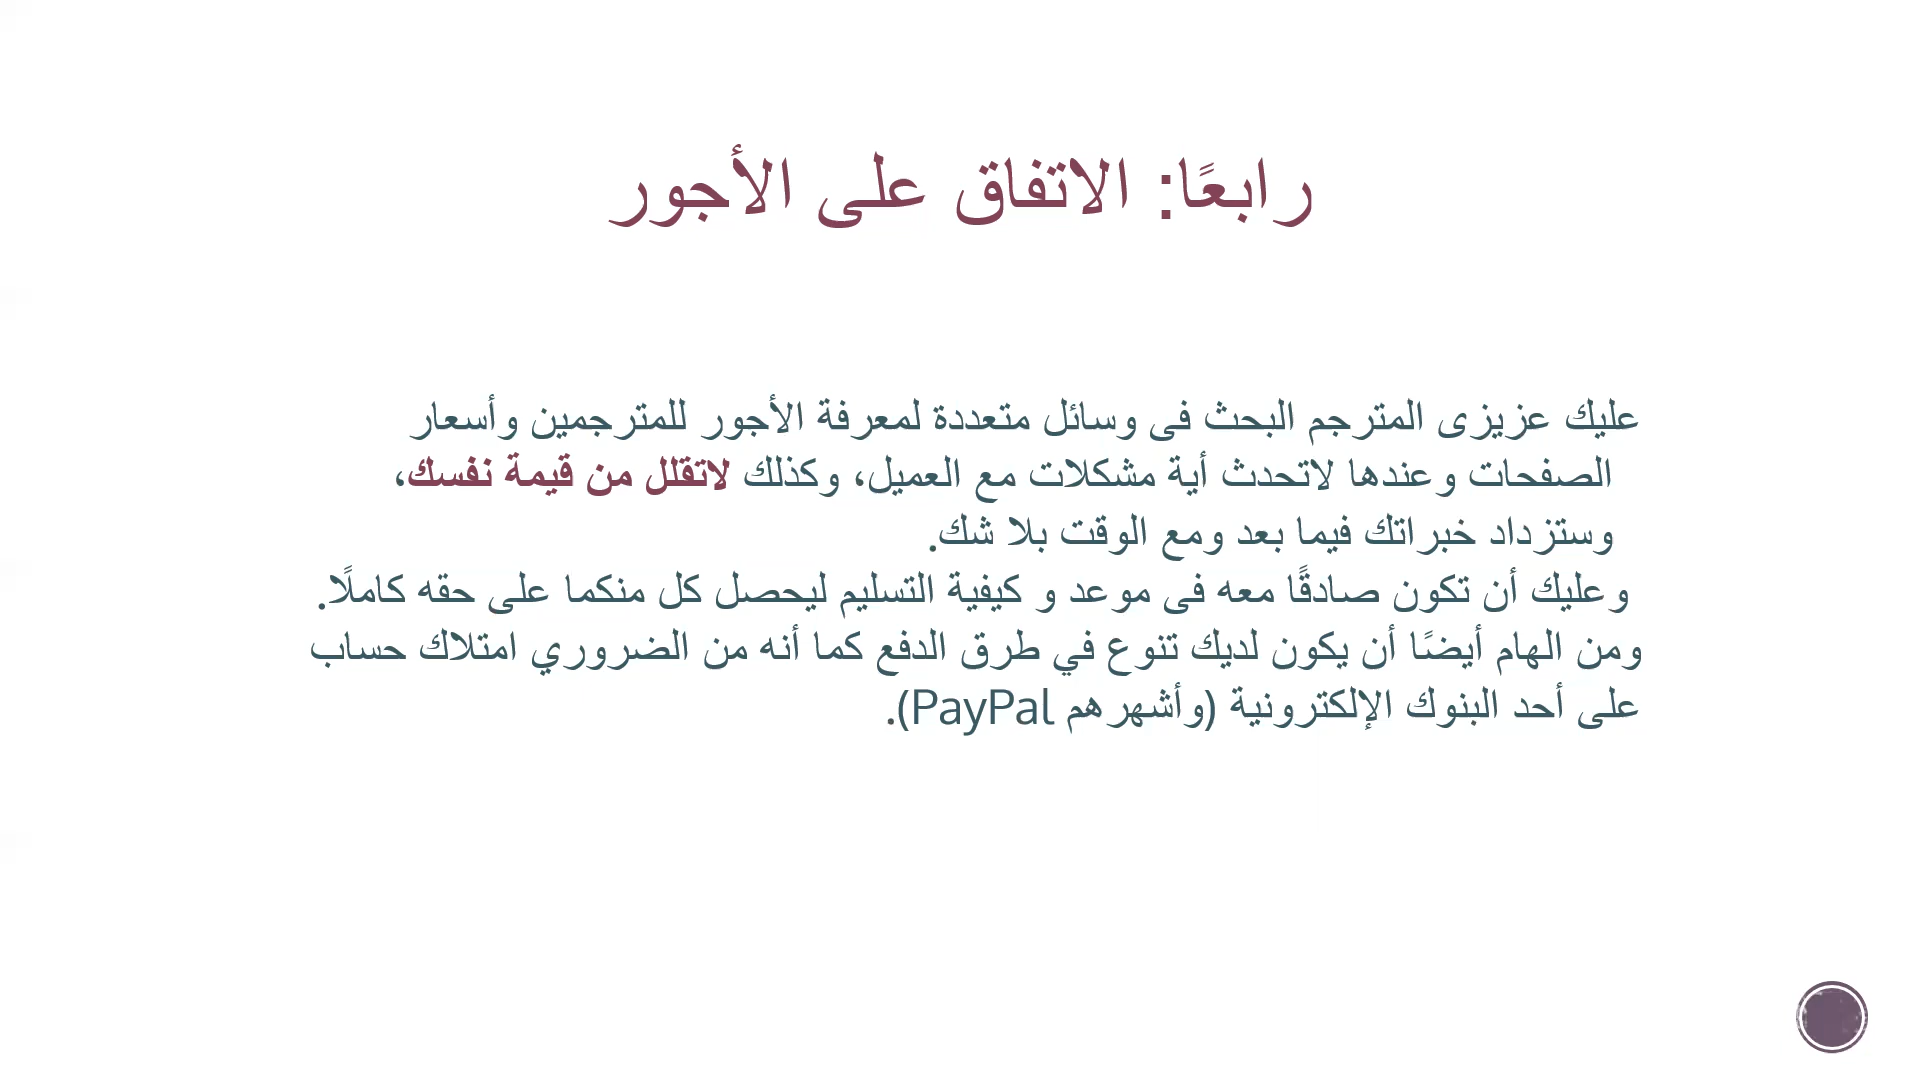 رابعًا: الاتفاق على الأجور
عليك عزيزى المترجم البحث فى وسائل متعددة لمعرفة الأجور للمترجمين وأسعار
الصفحات وعندها لاتحدث أية مشكلات مع العميل، وكذلك لاتقلل من قيمة نفسك،
وستزداد خبراتك فيما بعد ومع الوقت بلا شك.
وعليك أن تكون صادقًا معه فى موعد و كيفية التسليم ليحصل كل منكما على حقه كاملًا.
ومن الهام أيضًا أن يكون لديك تنوع في طرق الدفع كما أنه من الضروري امتلاك حساب
على أحد البنوك الإلكترونية (وأشهرهم PayPal).